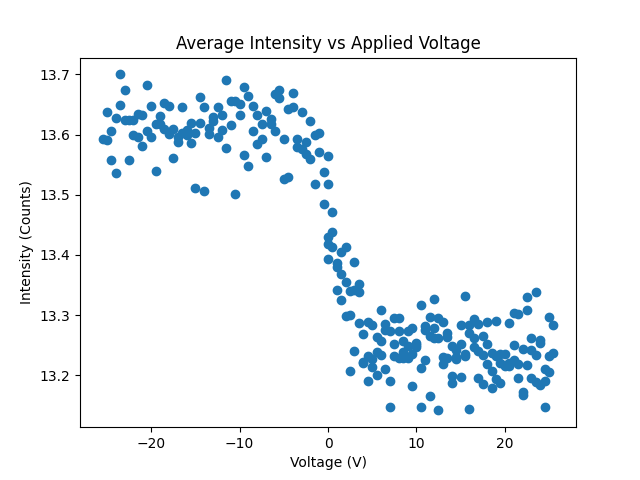 Average Intensity vs Applied Voltage
13.7
13.6
13.5
13.4
13.3
13.2
Intensity (Counts)
−20 −10 0 10 20
Voltage (V)